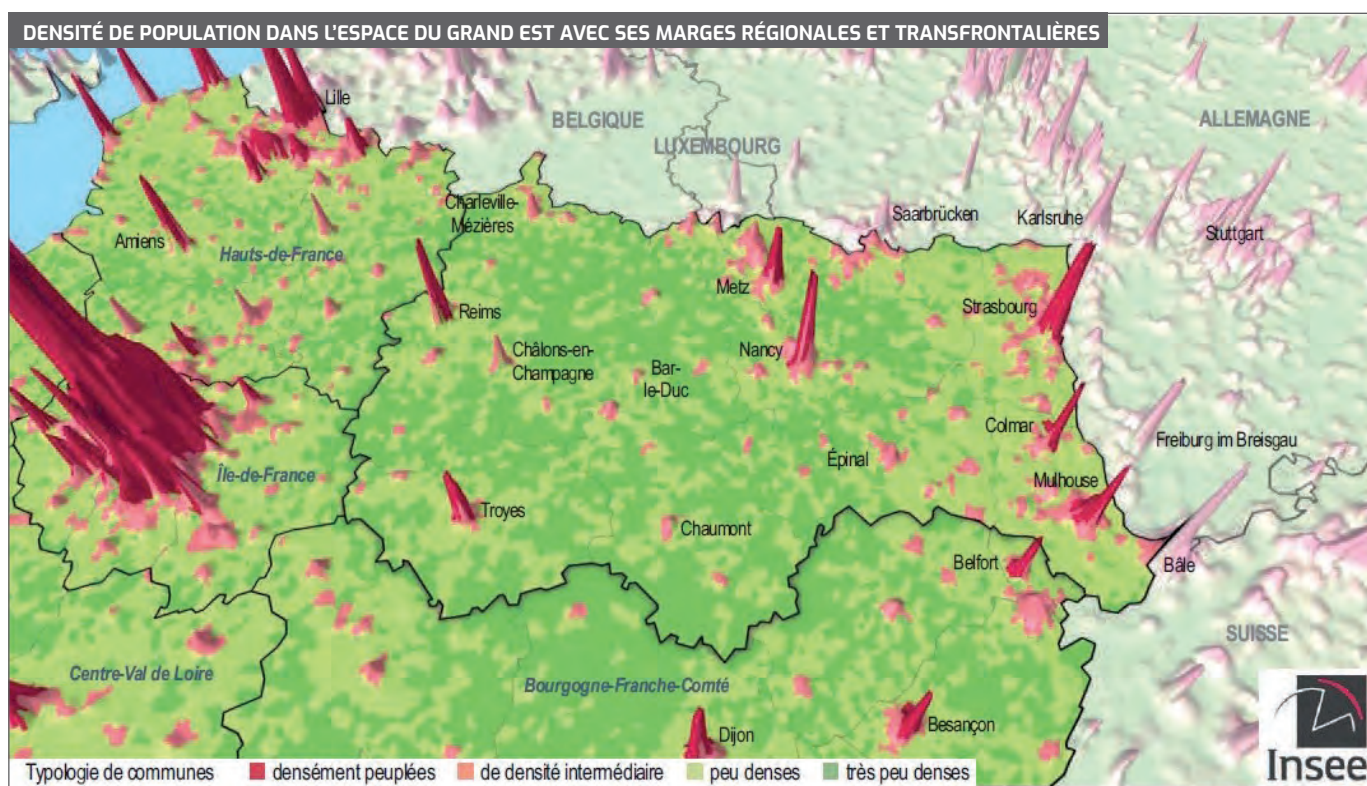 DENSITÉ DE POPULATION DANS L'ESPACE DU GRAND EST AVEC SES MARGES RÉGIONALES ET TRANSFRONTALIÈRES
Lille
BELGIQUE
ALLEMAGNE
LUXEMBOURG
Charleville-
Mézières
Saarbrücken
Karlsruhe
Amiens
Hauts-de-France
Stuttgart
Metz
Reims
Strasbourg
Châlons-en-
Champagne
Nancy
Bar-
le-Duc
Colmar
Freiburg im Breisgau
Épinal
Île-de-France
Mulhouse
Troyes
Chaumont
Belfort
Bâle
SUISSE
Centre-Val de Loire
Bourgogne-Franche-Comté
Besançon
Dijon
Insee
Typologie de communes densément peuplées de densité intermédiaire peu denses très peu denses